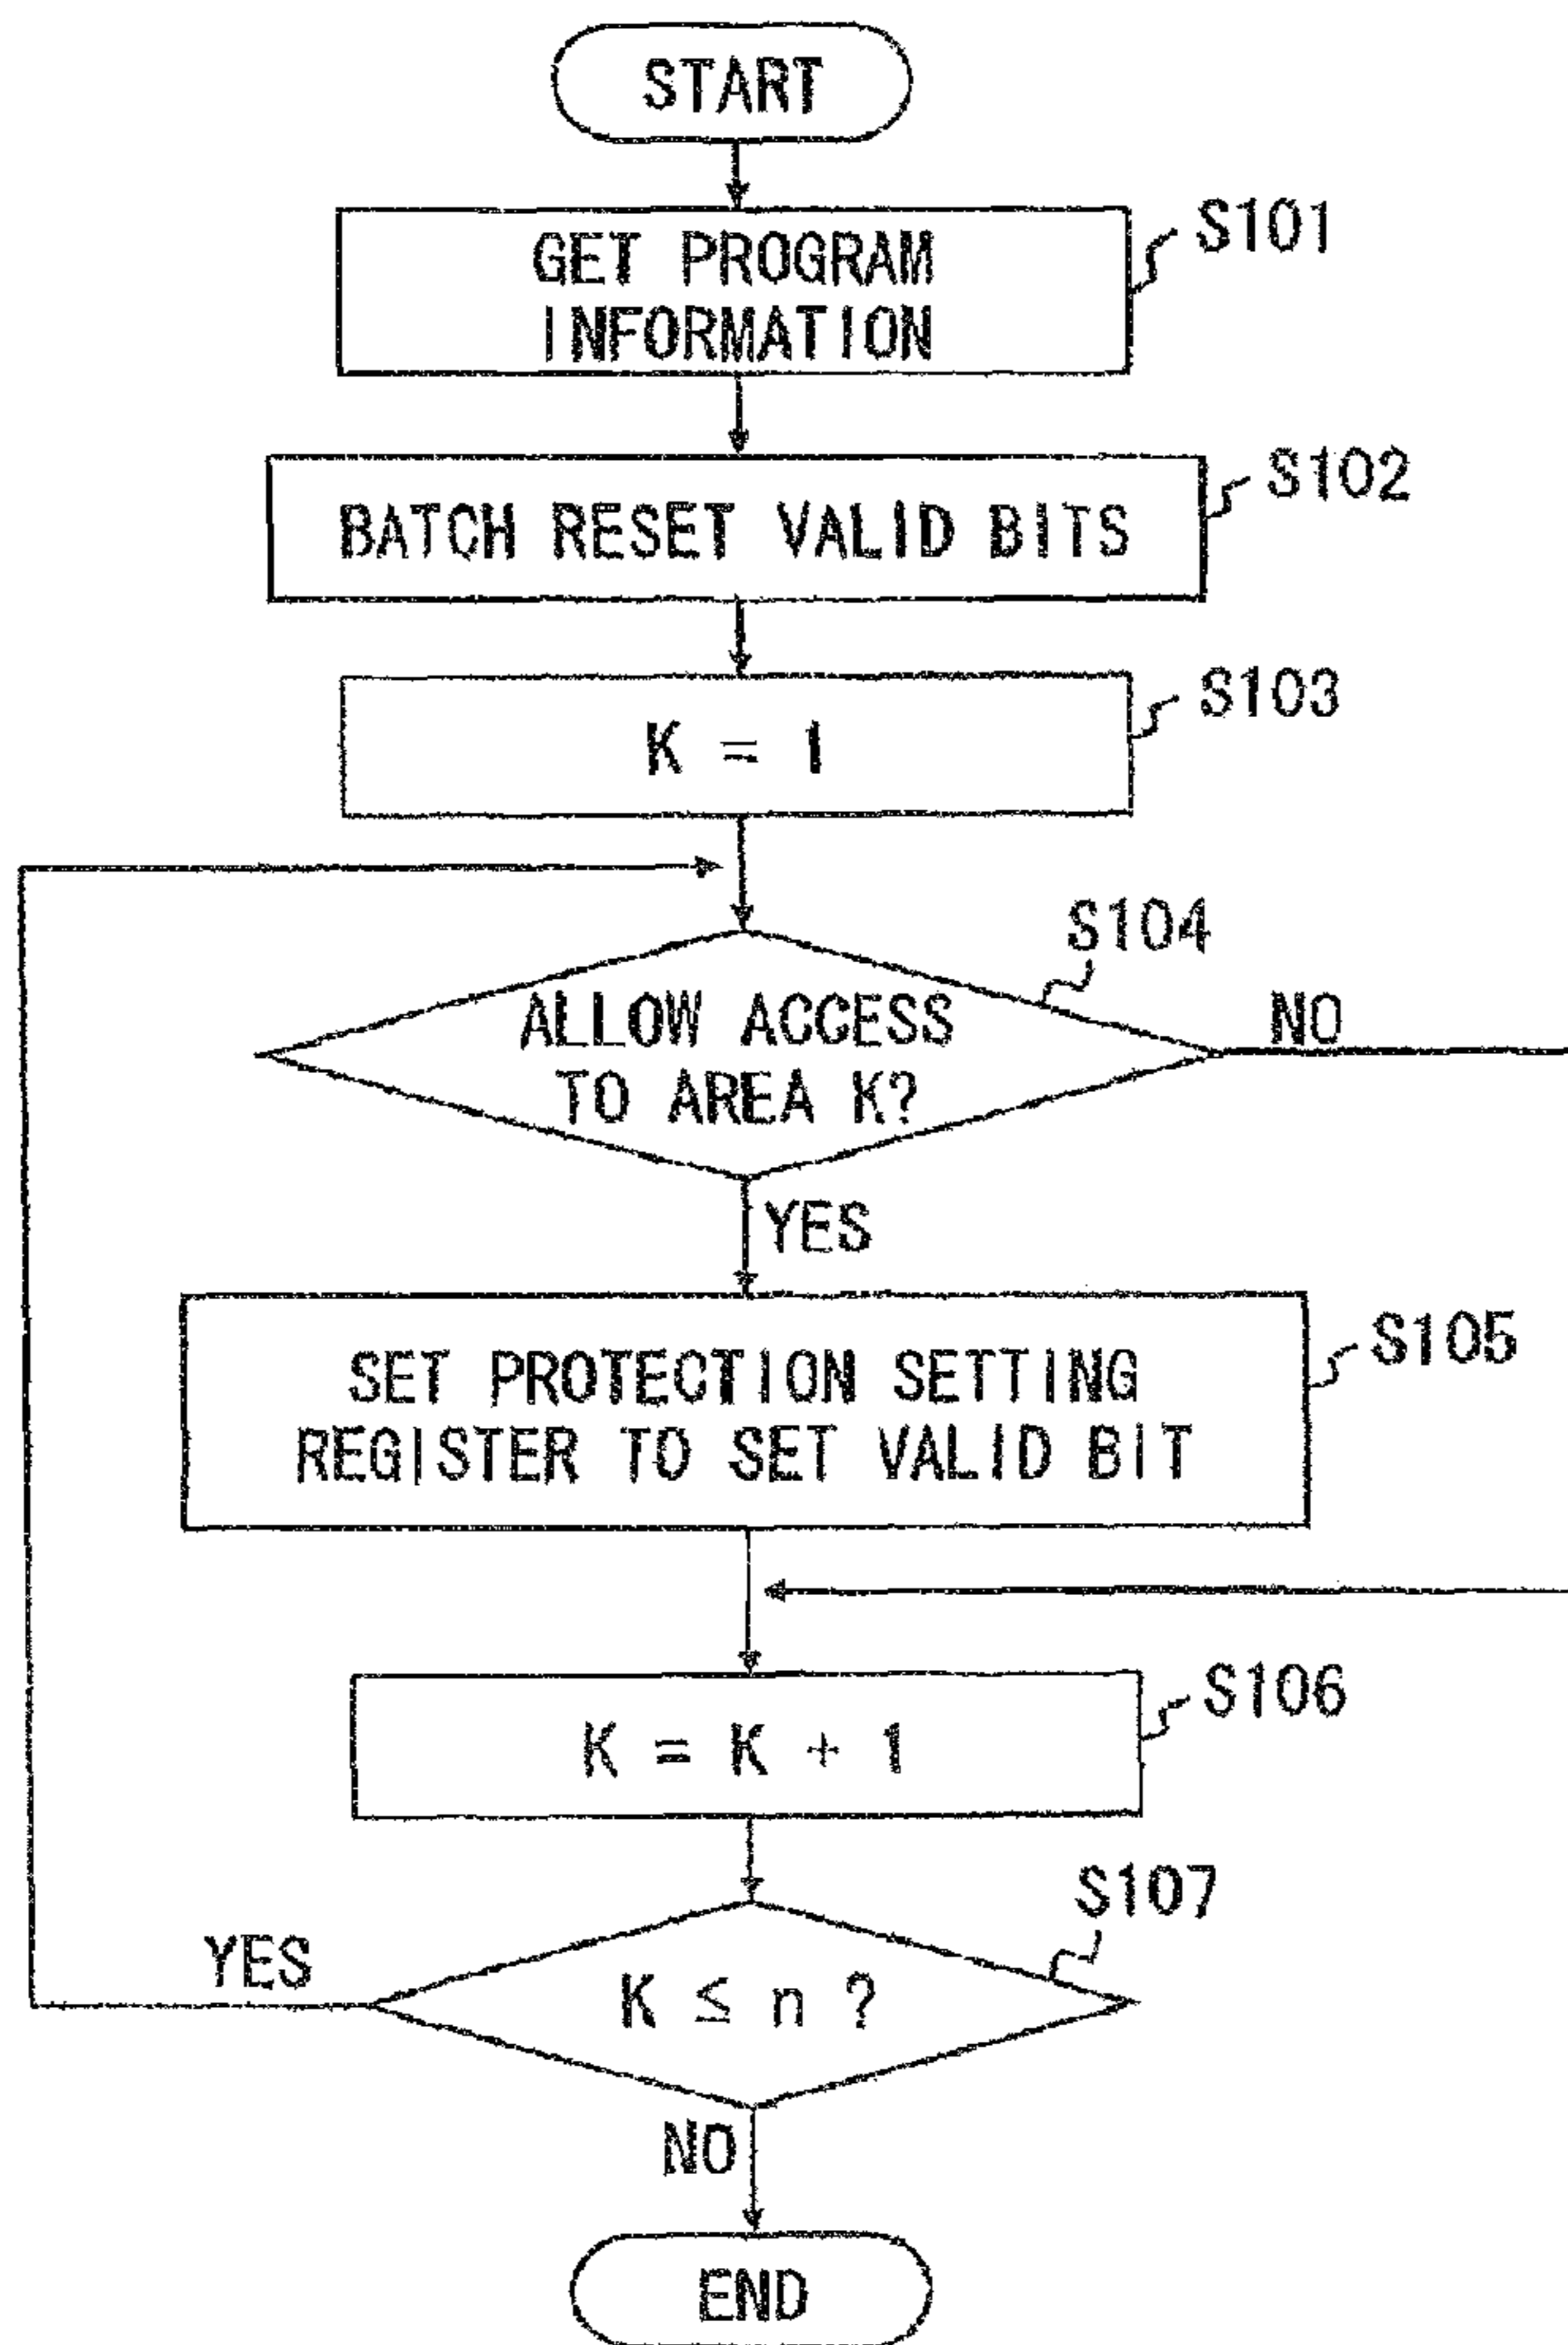 START
GET PROGRAM
INFORMATION
S101
BATCH RESET VALID BITS
S102
K = 1
S103
S104
ALLOW ACCESS
TO AREA K?
NO
YES
SET PROTECTION SETTING
REGISTER TO SET VALID BIT
S105
K = K + 1
S106
S107
K ≤ n ?
YES
NO
END